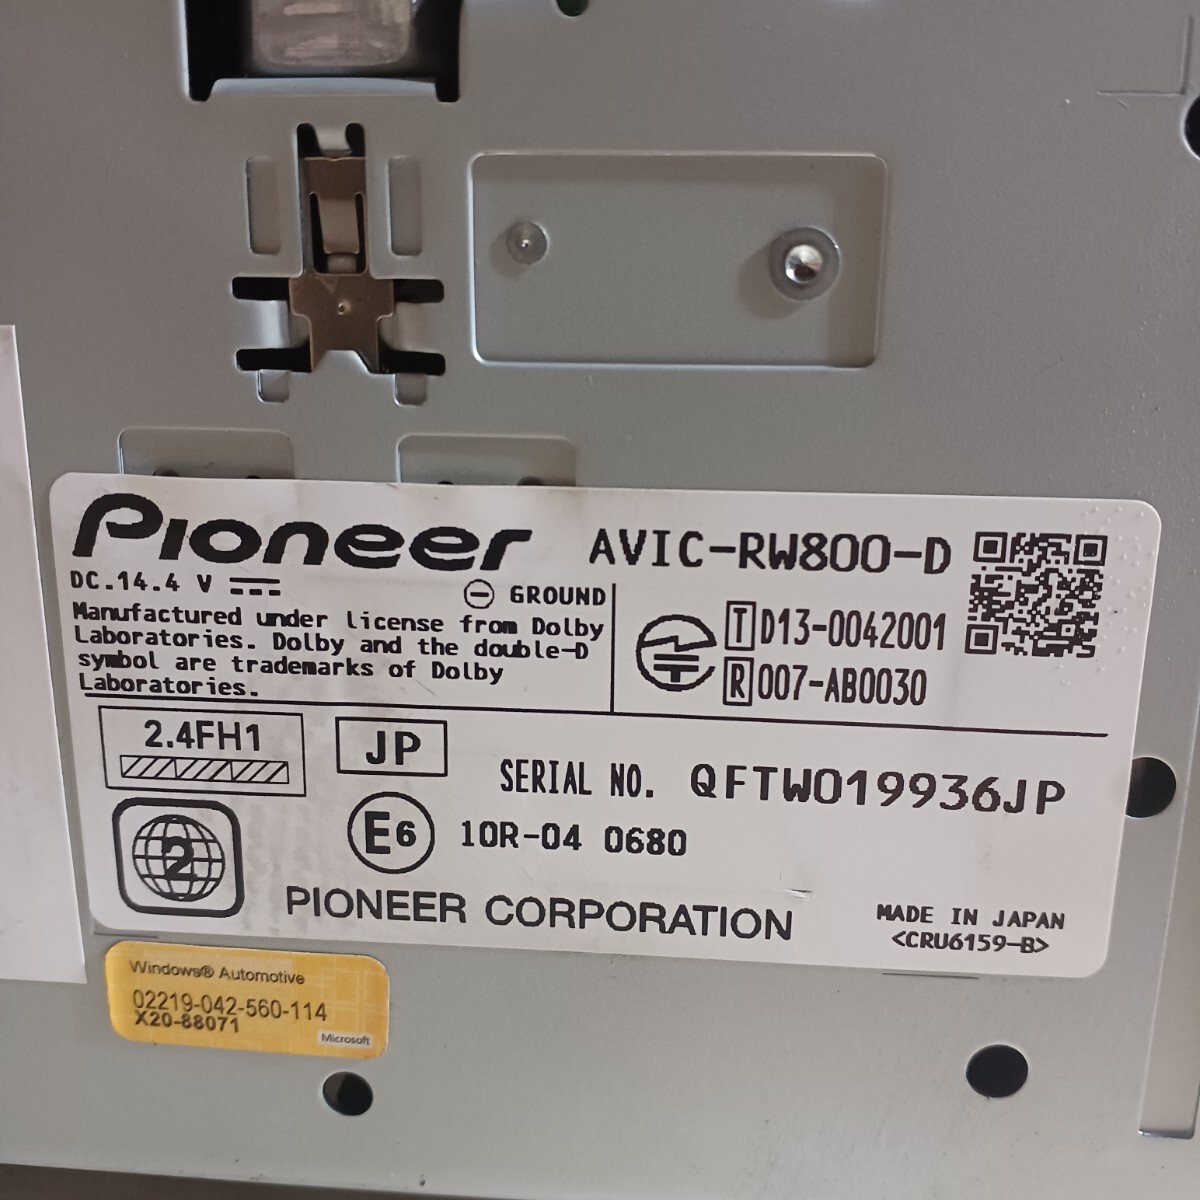 Pioneer AVIC-RW800-D
DC.14.4 V
⊖ GROUND
Manufactured under license from Dolby
Laboratories. Dolby and the double-D
symbol are trademarks of Dolby
Laboratories.
T D13-0042001
R 007-AB0030
2.4FH1
JP
SERIAL NO. QFTW019936JP
2
E6 10R-04 0680
PIONEER CORPORATION
MADE IN JAPAN
<CRU6159-B>
Windows® Automotive
02219-042-560-114
X20-88071
Microsoft